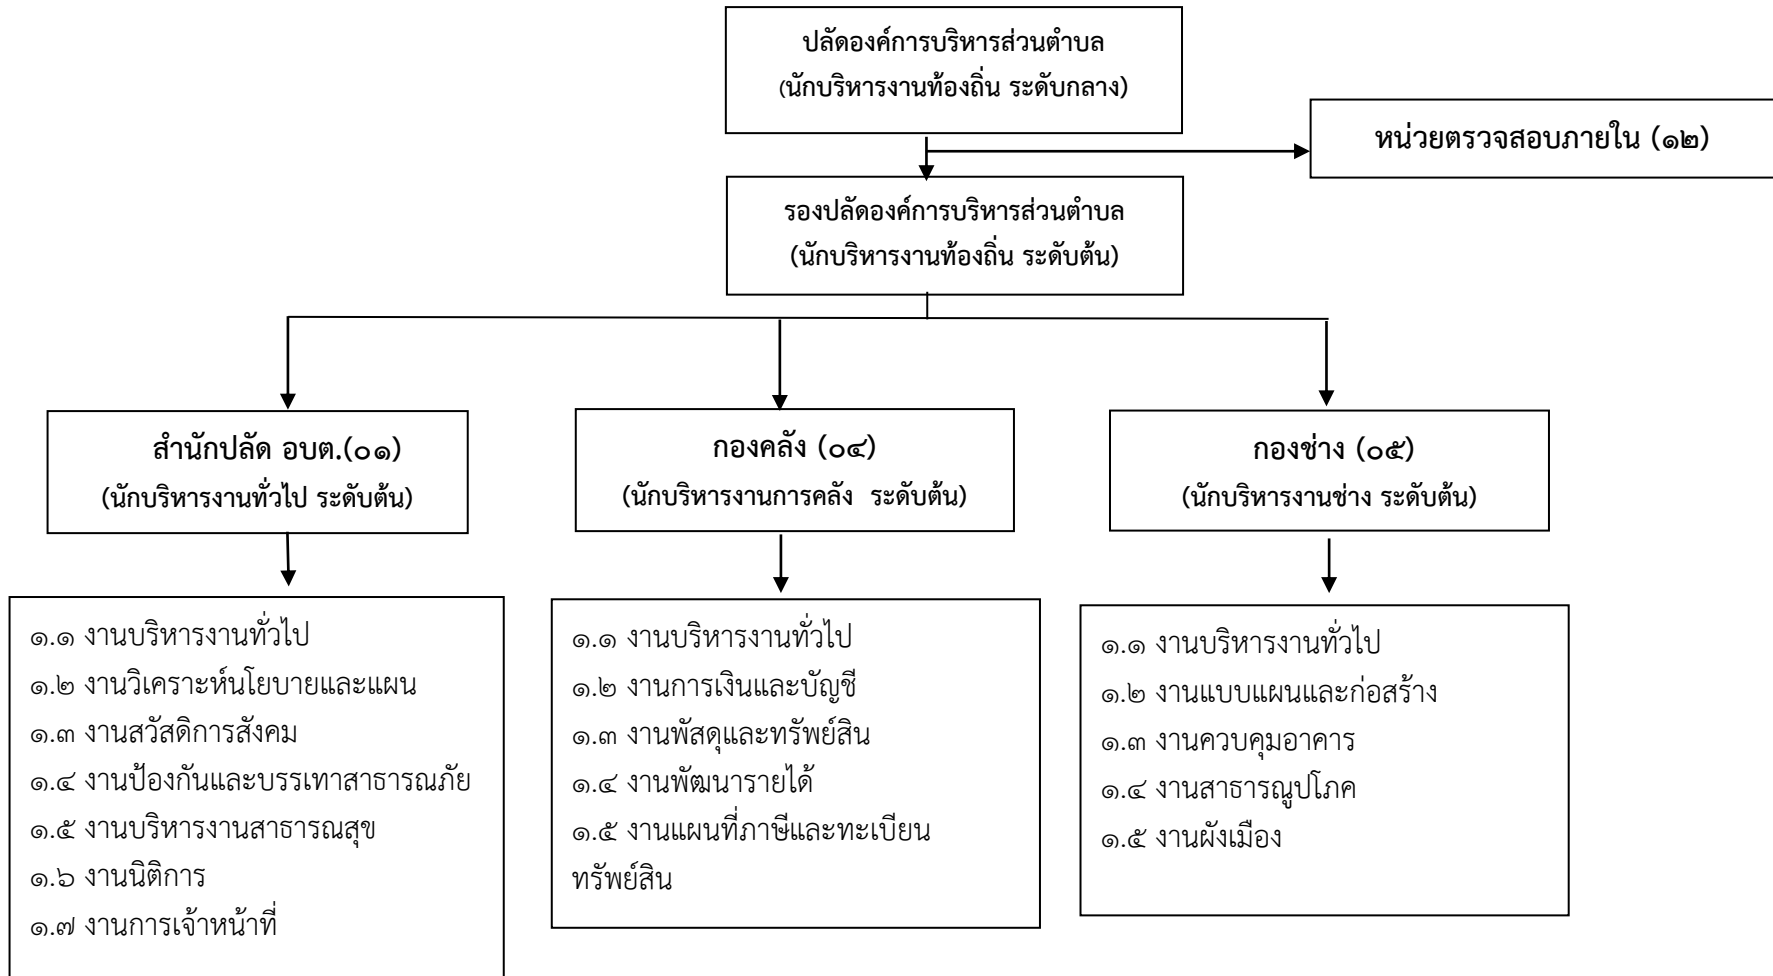 ปลัดองค์การบริหารส่วนตำบล
(นักบริหารงานท้องถิ่น ระดับกลาง)
หน่วยตรวจสอบภายใน (๑๒)
รองปลัดองค์การบริหารส่วนตำบล
(นักบริหารงานท้องถิ่น ระดับต้น)
สำนักปลัด อบต.(๐๑)
(นักบริหารงานทั่วไป ระดับต้น)
๑.๑ งานบริหารงานทั่วไป
๑.๒ งานวิเคราะห์นโยบายและแผน
๑.๓ งานสวัสดิการสังคม
๑.๔ งานป้องกันและบรรเทาสาธารณภัย
๑.๕ งานบริหารงานสาธารณสุข
๑.๖ งานนิติการ
๑.๗ งานการเจ้าหน้าที่
กองคลัง (๐๔)
(นักบริหารงานการคลัง ระดับต้น)
๑.๑ งานบริหารงานทั่วไป
๑.๒ งานการเงินและบัญชี
๑.๓ งานพัสดุและทรัพย์สิน
๑.๔ งานพัฒนารายได้
๑.๕ งานแผนที่ภาษีและทะเบียน
ทรัพย์สิน
กองช่าง (๐๕)
(นักบริหารงานช่าง ระดับต้น)
๑.๑ งานบริหารงานทั่วไป
๑.๒ งานแบบแผนและก่อสร้าง
๑.๓ งานควบคุมอาคาร
๑.๔ งานสาธารณูปโภค
๑.๕ งานผังเมือง